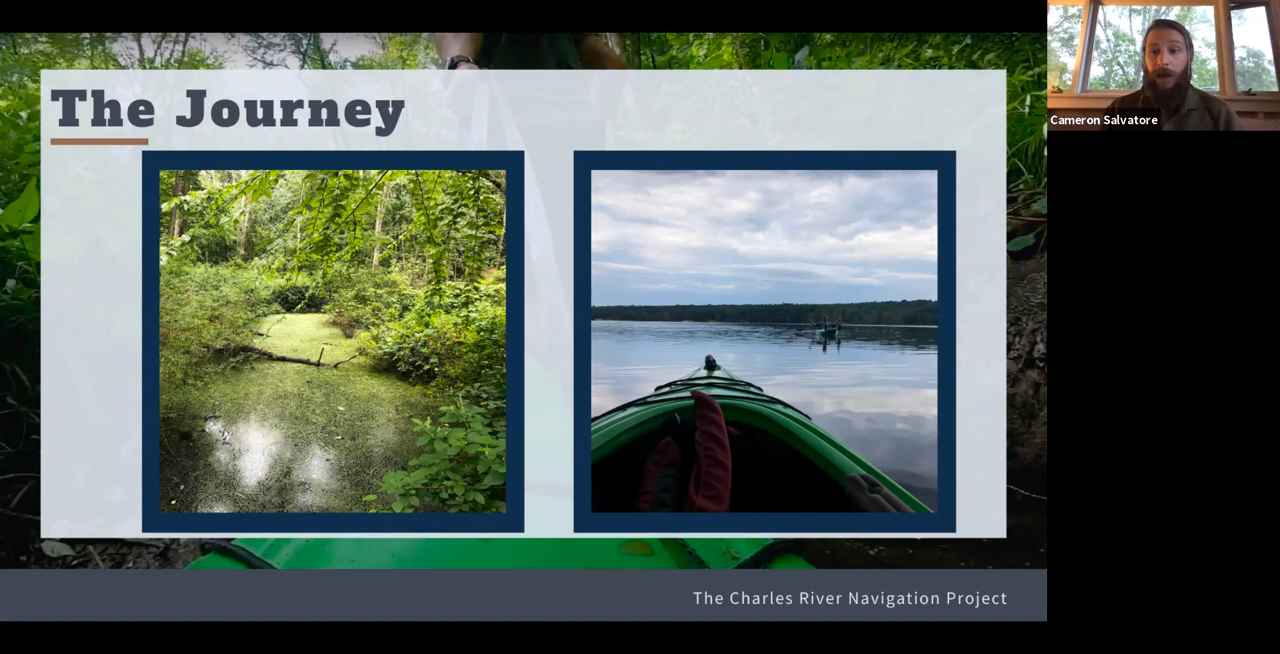 The Journey
Cameron Salvatore
The Charles River Navigation Project